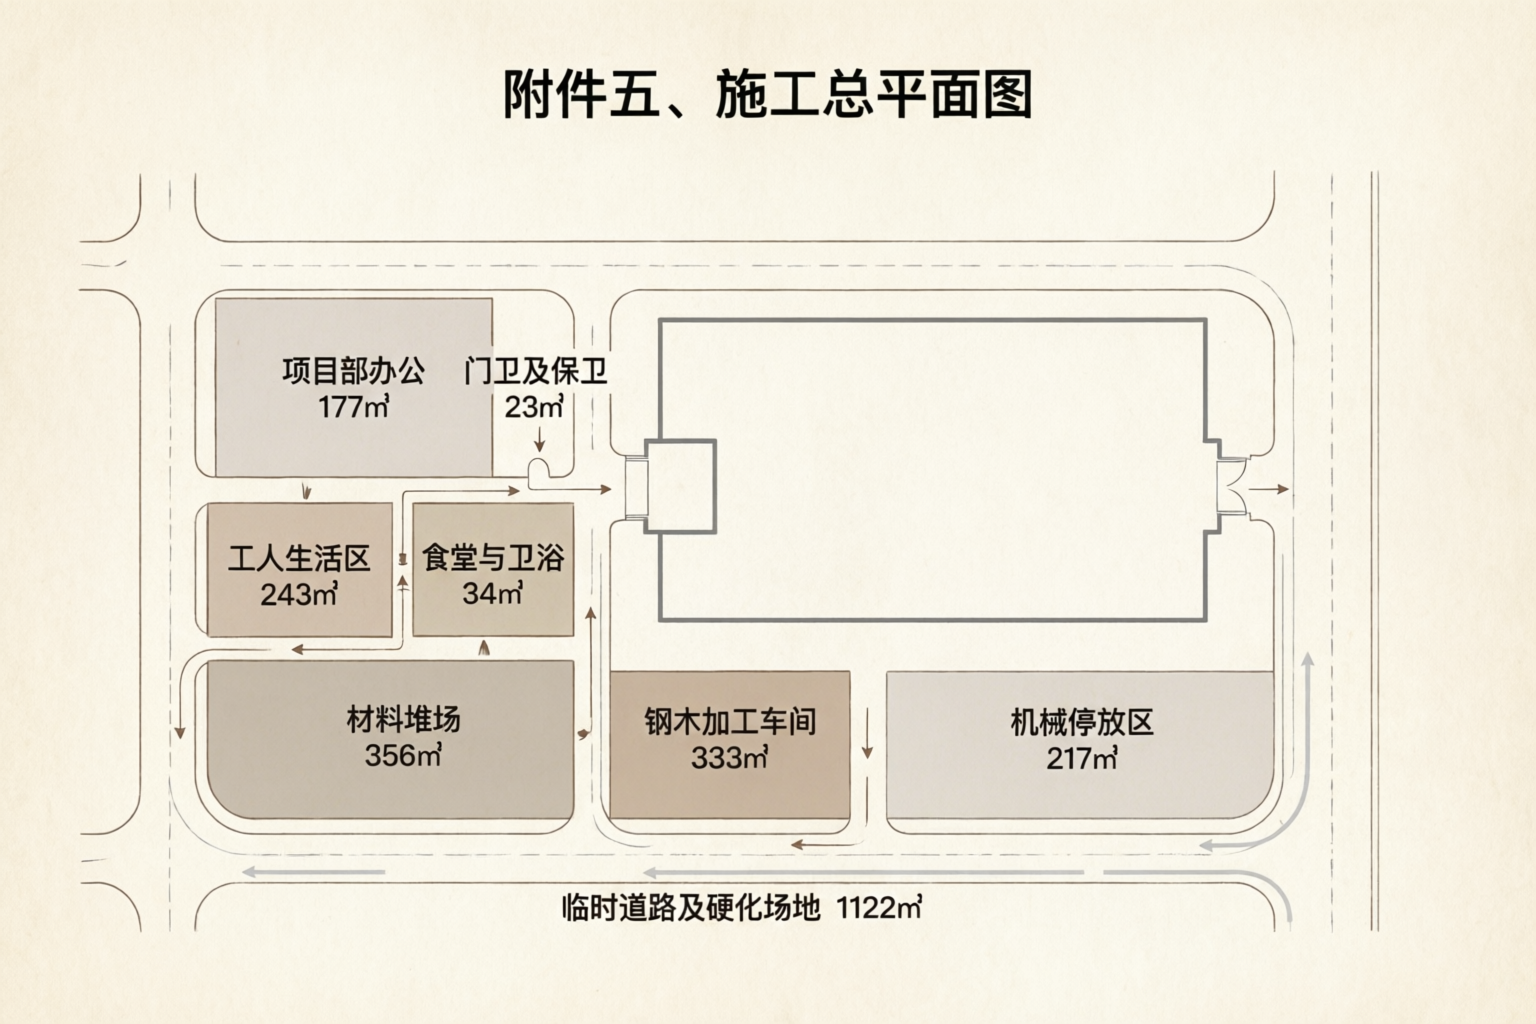 附件五、施工总平面图
项目部办公
177㎡
门卫及保卫
23㎡
工人生活区
243㎡
食堂与卫浴
34㎡
材料堆场
356㎡
钢木加工车间
333㎡
机械停放区
217㎡
临时道路及硬化场地 1122㎡